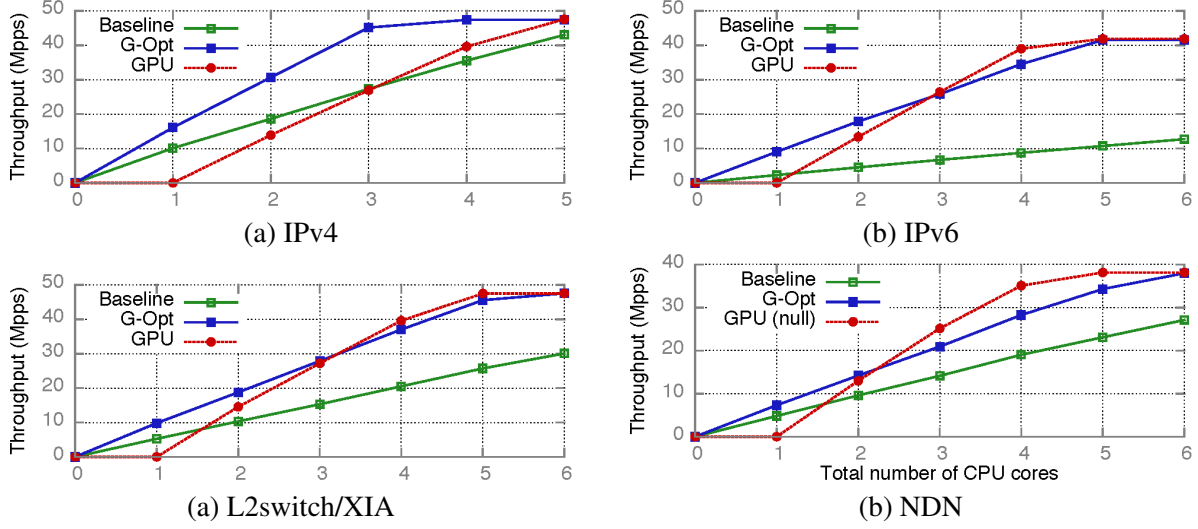 Throughput (Mpps)
50
40
30
20
10
0
Baseline
G-Opt
GPU
0 1 2 3 4 5
(a) IPv4
Throughput (Mpps)
50
40
30
20
10
0
Baseline
G-Opt
GPU
0 1 2 3 4 5 6
(b) IPv6
Throughput (Mpps)
50
40
30
20
10
0
Baseline
G-Opt
GPU
0 1 2 3 4 5 6
(a) L2switch/XIA
Throughput (Mpps)
40
30
20
10
0
Baseline
G-Opt
GPU (null)
0 1 2 3 4 5 6
Total number of CPU cores
(b) NDN